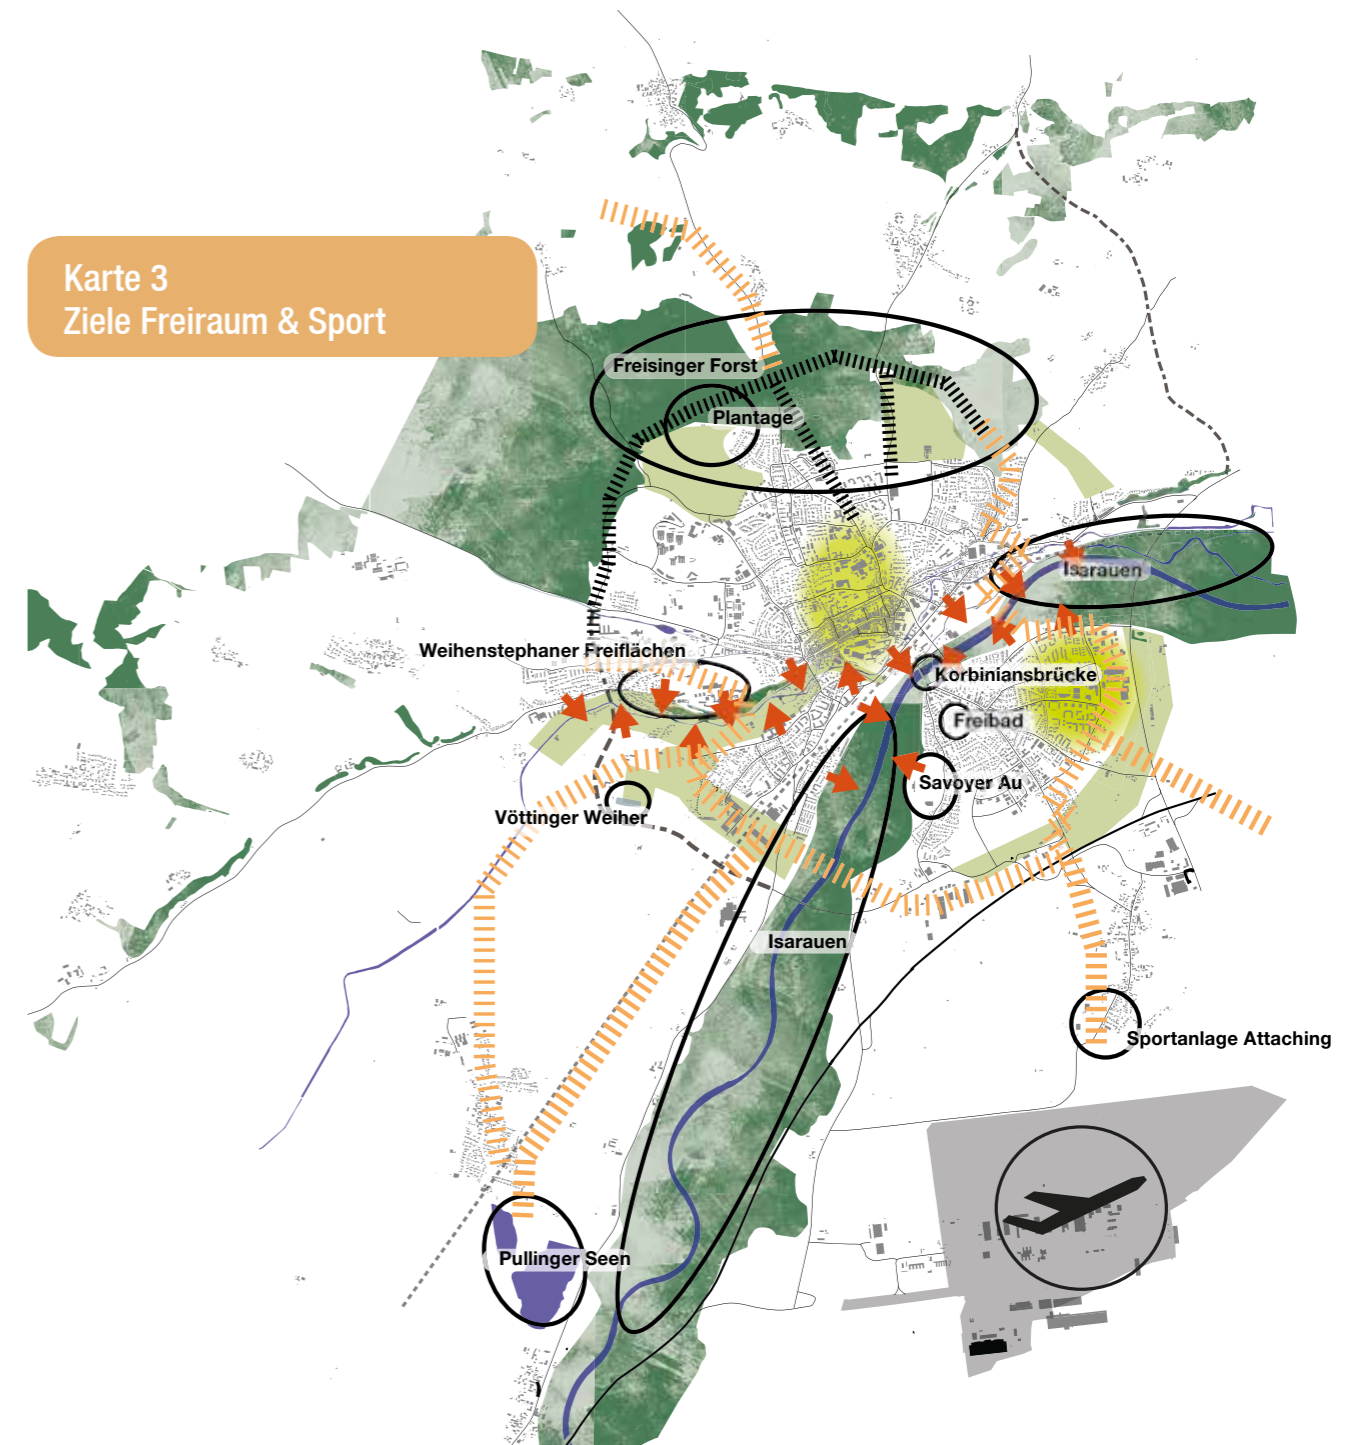 Karte 3
Ziele Freiraum & Sport
Freisinger Forst
Plantage
Isarauen
Weihenstephaner Freiflächen
Korbiniansbrücke
Freibad
Savoyer Au
Vöttinger Weiher
Isarauen
Sportanlage Attaching
Pullinger Seen